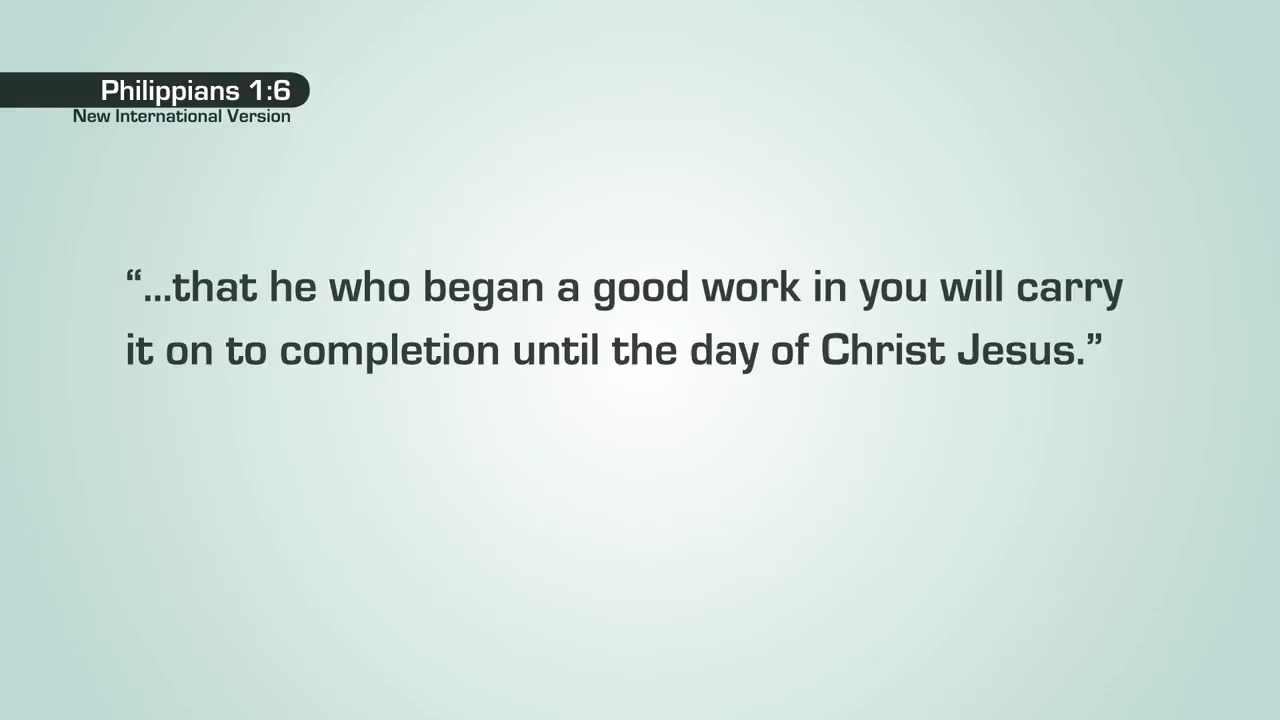 Philippians 1:6
New International Version
“...that he who began a good work in you will carry
it on to completion until the day of Christ Jesus.”